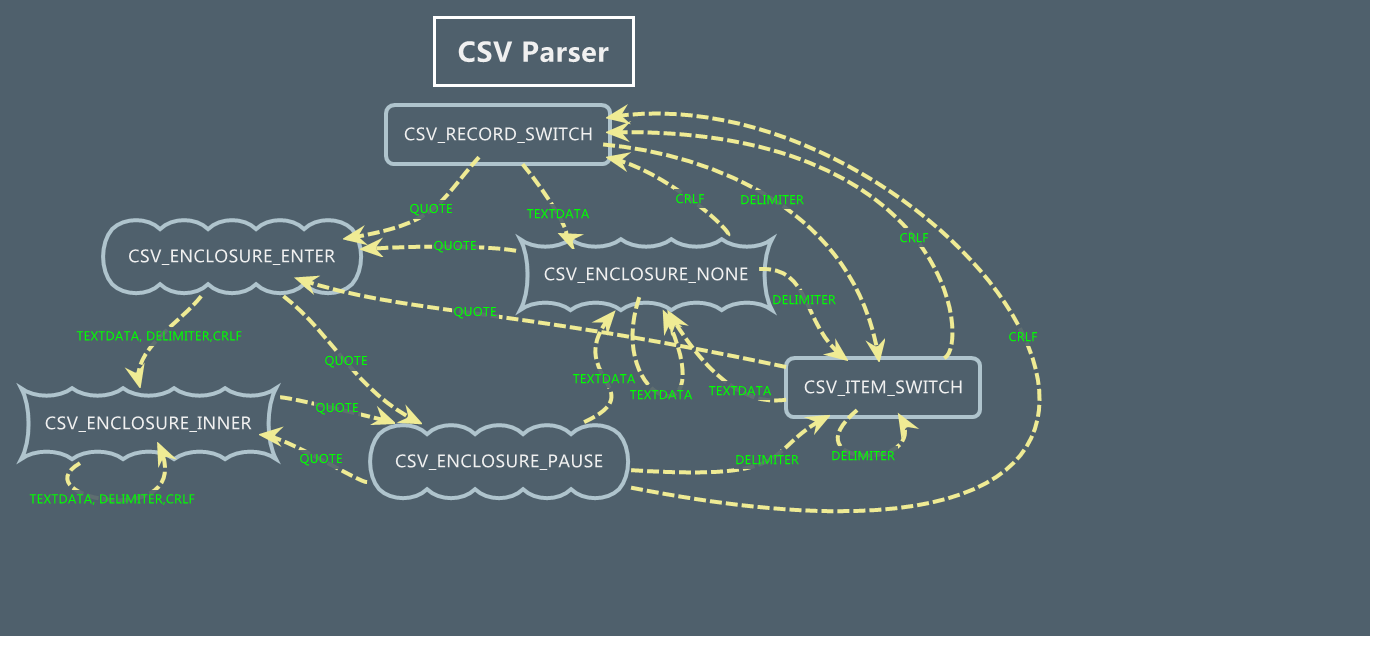 CSV Parser
CSV_RECORD_SWITCH
CRLF
DELIMITER
QUOTE
TEXTDATA
CRLF
QUOTE
CSV_ENCLOSURE_ENTER
CSV_ENCLOSURE_NONE
DELIMITER
QUOTE
TEXTDATA, DELIMITER,CRLF
CRLF
QUOTE
TEXTDATA
CSV_ITEM_SWITCH
TEXTDATA
TEXTDATA
QUOTE
CSV_ENCLOSURE_INNER
DELIMITER
QUOTE
CSV_ENCLOSURE_PAUSE
DELIMITER
TEXTDATA, DELIMITER,CRLF